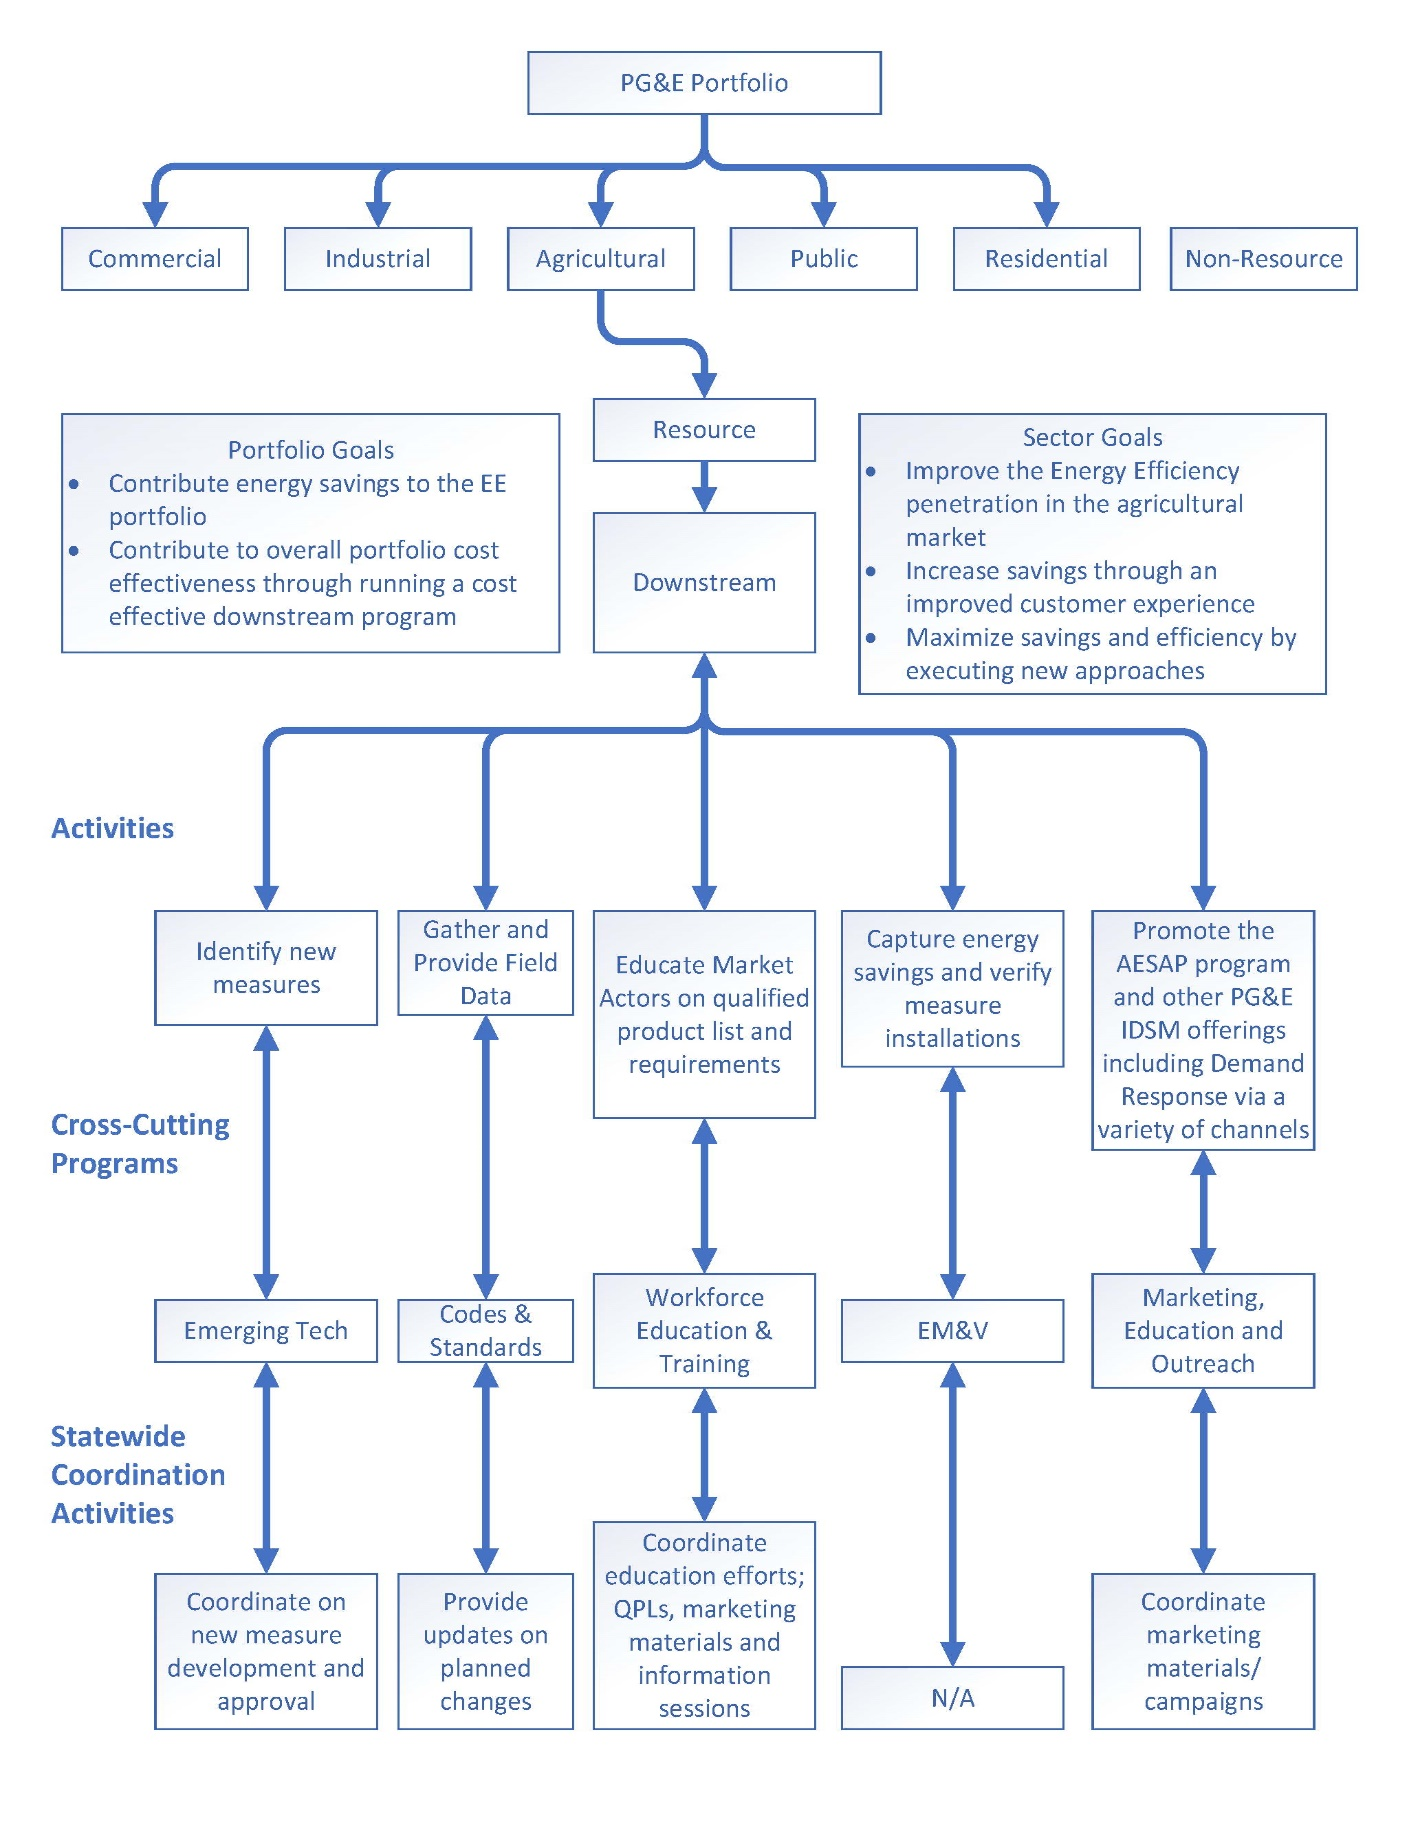 PG&E Portfolio
Commercial
Industrial
Agricultural
Public
Residential
Non-Resource
Resource
Portfolio Goals
• Contribute energy savings to the EE
portfolio
• Contribute to overall portfolio cost
effectiveness through running a cost
effective downstream program
Downstream
Sector Goals
• Improve the Energy Efficiency
penetration in the agricultural
market
• Increase savings through an
improved customer experience
• Maximize savings and efficiency by
executing new approaches
Activities
Identify new
measures
Gather and
Provide Field
Data
Educate Market
Actors on qualified
product list and
requirements
Capture energy
savings and verify
measure
installations
Promote the
AESAP program
and other PG&E
IDSM offerings
including Demand
Response via a
variety of channels
Cross-Cutting
Programs
Emerging Tech
Codes &
Standards
Workforce
Education &
Training
EM&V
Marketing,
Education and
Outreach
Statewide
Coordination
Activities
Coordinate on
new measure
development and
approval
Provide
updates on
planned
changes
Coordinate
education efforts;
QPLs, marketing
materials and
information
sessions
N/A
Coordinate
marketing
materials/
campaigns